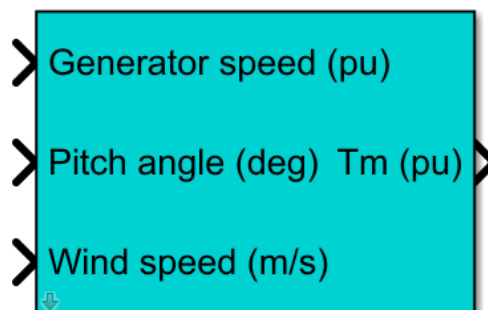 Generator speed (pu)
Pitch angle (deg) Tm (pu)
Wind speed (m/s)